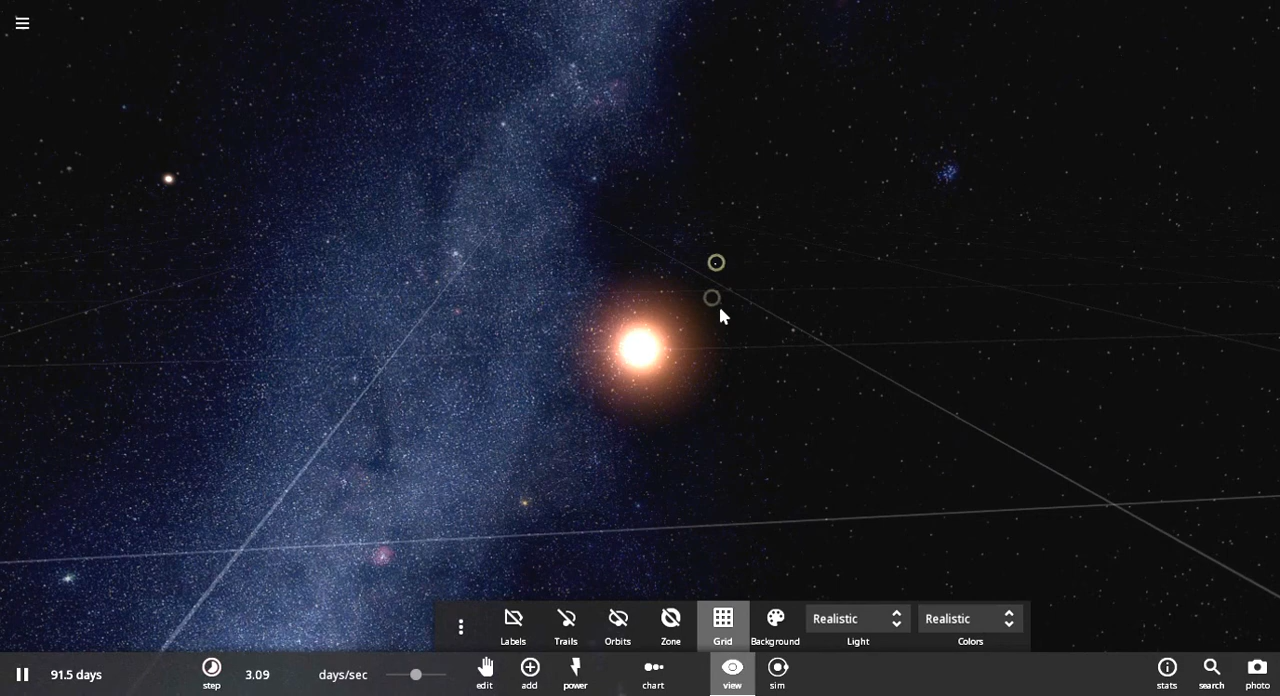 Labels Trails Orbits Zone Grid Background Realistic Light Realistic Colors
91.5 days step 3.09 days/sec edit add power chart view sim stats search photo